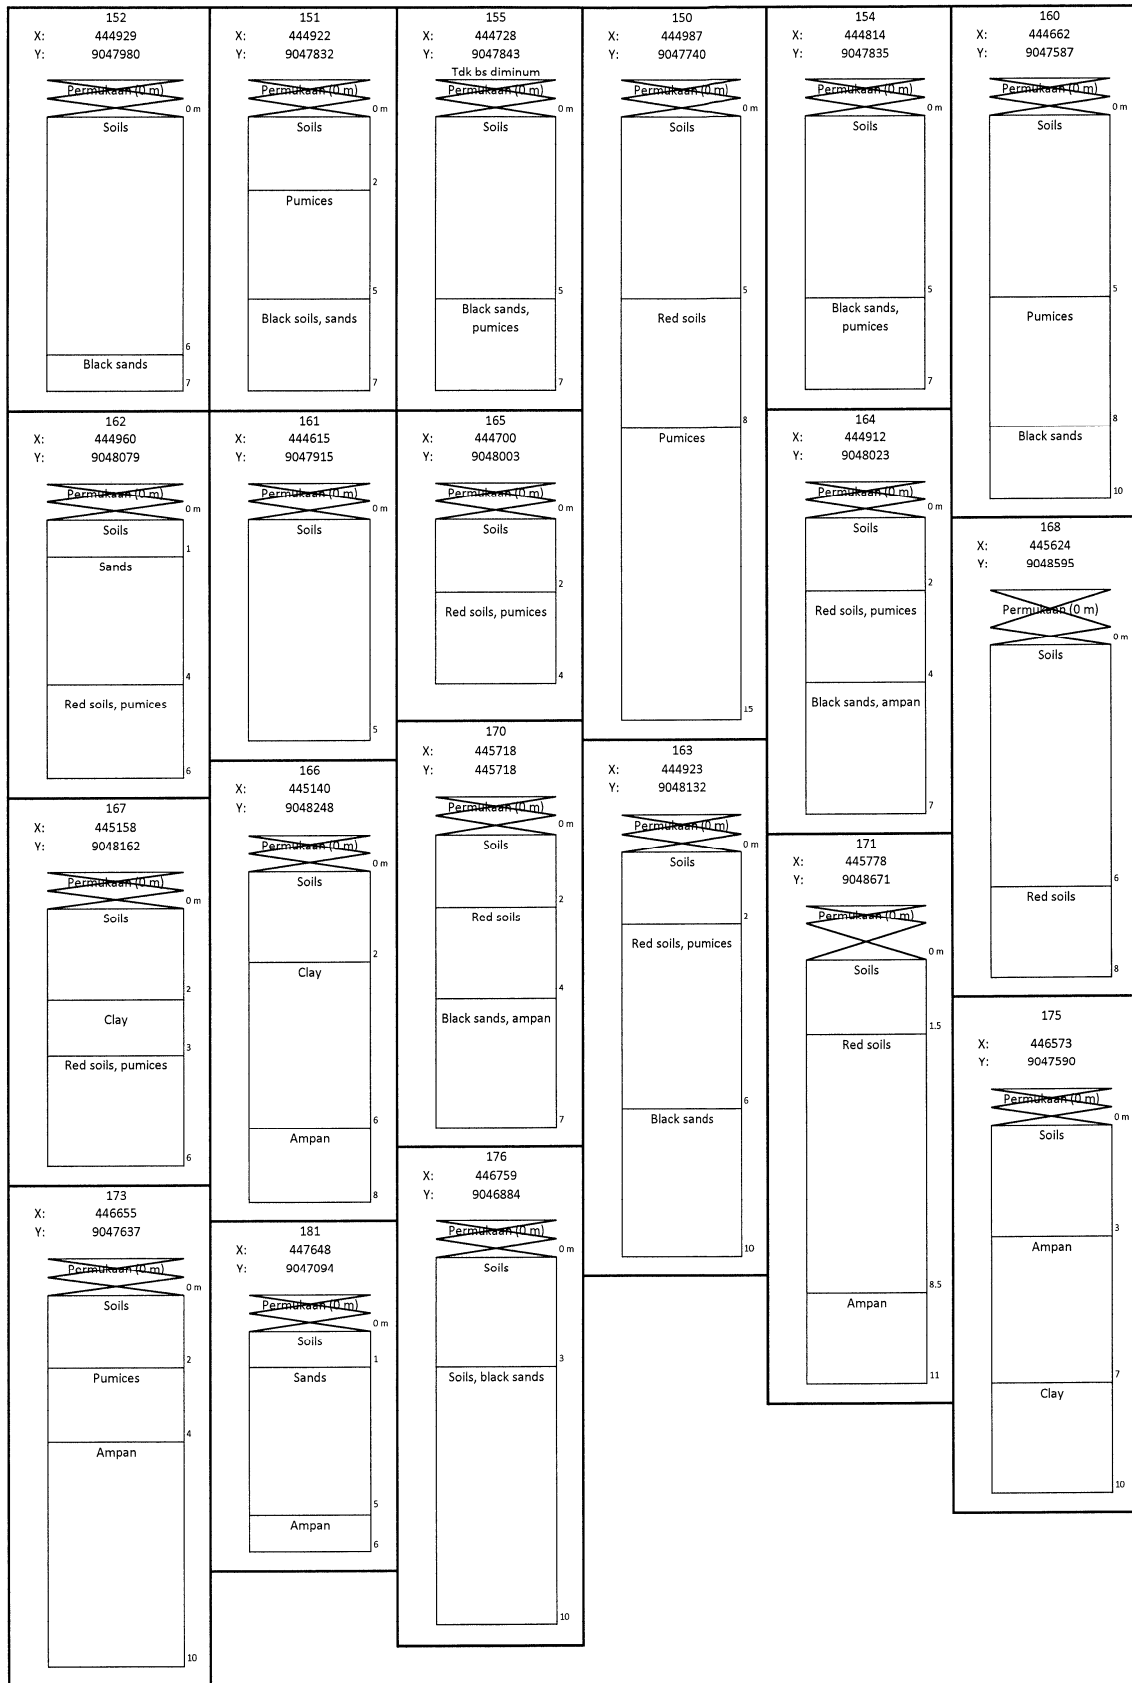 152
X: 444929
Y: 9047980
Permukaan (0 m)
0 m
Soils
6
Black sands
7
151
X: 444922
Y: 9047832
Permukaan (0 m)
0 m
Soils
2
Pumices
5
Black soils, sands
7
155
X: 444728
Y: 9047843
Tdk bs diminum
Permukaan (0 m)
0 m
Soils
5
Black sands,
pumices
7
150
X: 444987
Y: 9047740
Permukaan (0 m)
0 m
Soils
5
Red soils
8
Pumices
15
154
X: 444814
Y: 9047835
Permukaan (0 m)
0 m
Soils
5
Black sands,
pumices
7
160
X: 444662
Y: 9047587
Permukaan (0 m)
0 m
Soils
5
Pumices
8
Black sands
10
162
X: 444960
Y: 9048079
Permukaan (0 m)
0 m
Soils
1
Sands
4
Red soils, pumices
6
161
X: 444615
Y: 9047915
Permukaan (0 m)
0 m
Soils
5
165
X: 444700
Y: 9048003
Permukaan (0 m)
0 m
Soils
2
Red soils, pumices
4
164
X: 444912
Y: 9048023
Permukaan (0 m)
0 m
Soils
2
Red soils, pumices
4
Black sands, ampan
7
168
X: 445624
Y: 9048595
Permukaan (0 m)
0 m
Soils
6
Red soils
8
167
X: 445158
Y: 9048162
Permukaan (0 m)
0 m
Soils
2
Clay
3
Red soils, pumices
6
166
X: 445140
Y: 9048248
Permukaan (0 m)
0 m
Soils
2
Clay
6
Ampan
8
170
X: 445718
Y: 445718
Permukaan (0 m)
0 m
Soils
2
Red soils
4
Black sands, ampan
7
163
X: 444923
Y: 9048132
Permukaan (0 m)
0 m
Soils
2
Red soils, pumices
6
Black sands
10
171
X: 445778
Y: 9048671
Permukaan (0 m)
0 m
Soils
1.5
Red soils
8.5
Ampan
11
175
X: 446573
Y: 9047590
Permukaan (0 m)
0 m
Soils
3
Ampan
7
Clay
10
173
X: 446655
Y: 9047637
Permukaan (0 m)
0 m
Soils
2
Pumices
4
Ampan
10
181
X: 447648
Y: 9047094
Permukaan (0 m)
0 m
Soils
1
Sands
5
Ampan
6
176
X: 446759
Y: 9046884
Permukaan (0 m)
0 m
Soils
3
Soils, black sands
10